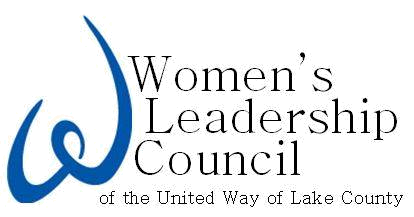 Women's
Leadership
Council
of the United Way of Lake County